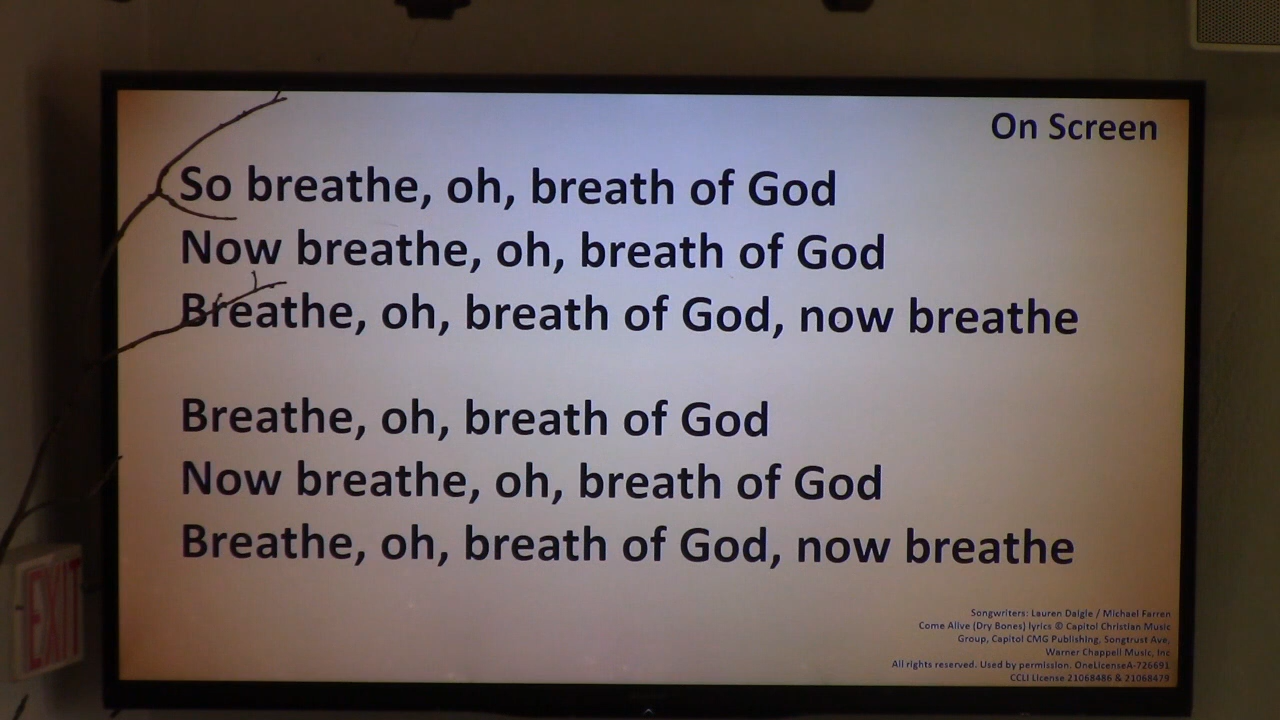 On Screen
So breathe, oh, breath of God
Now breathe, oh, breath of God
Breathe, oh, breath of God, now breathe
Breathe, oh, breath of God
Now breathe, oh, breath of God
Breathe, oh, breath of God, now breathe
Songwriters: Lauren Daigle / Michael Farren
Come Alive (Dry Bones) lyrics © Capitol Christian Music
Group, Capitol CMG Publishing, Songtrust Ave,
Warner Chappell Music, Inc
All rights reserved. Used by permission. OneLicenseA-726691
CCLI License 21068486 & 21068479
EXIT